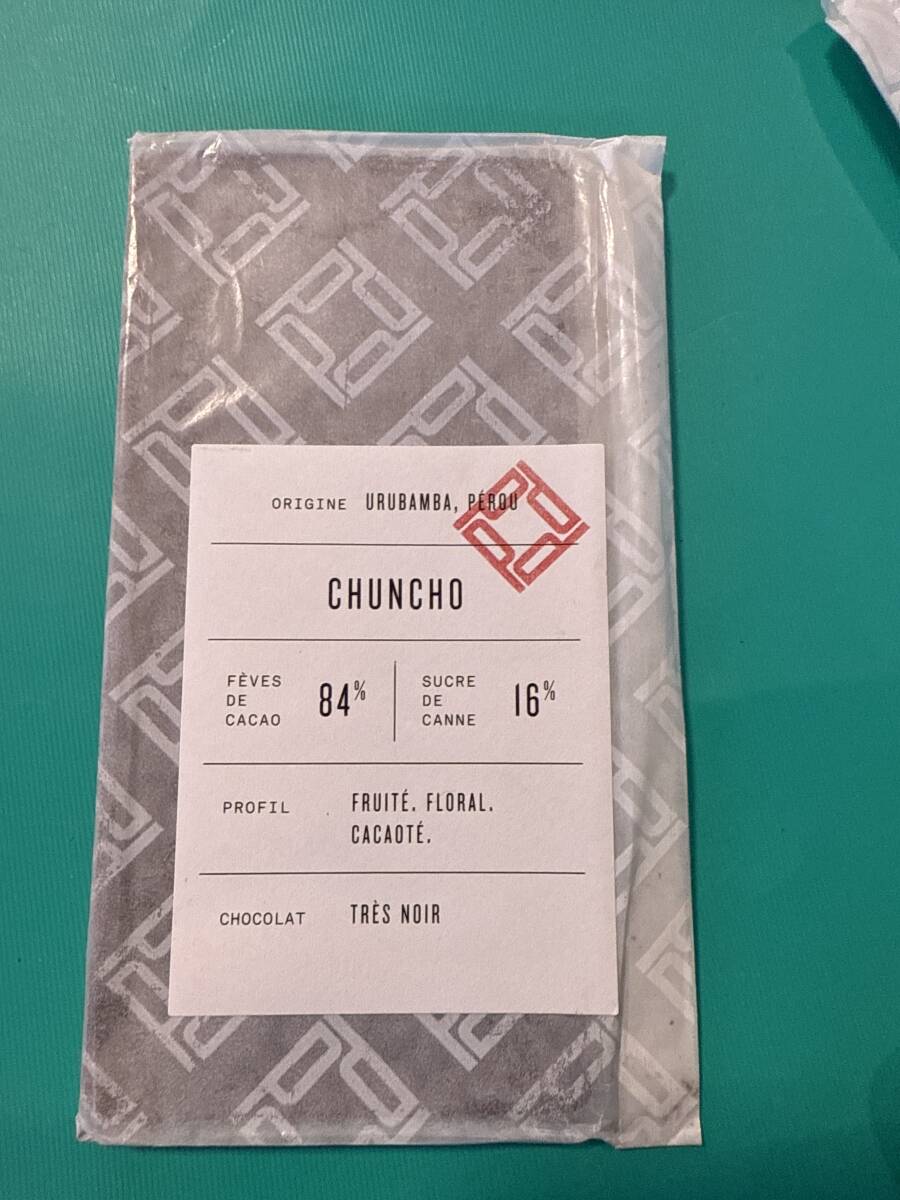 ORIGINE URUBAMBA, PÉROU
CHUNCHO
FÈVES
DE
CACAO
84%
SUCRE
DE
CANNE
16%
PROFIL
FRUITÉ. FLORAL.
CACAOTÉ.
CHOCOLAT TRÈS NOIR